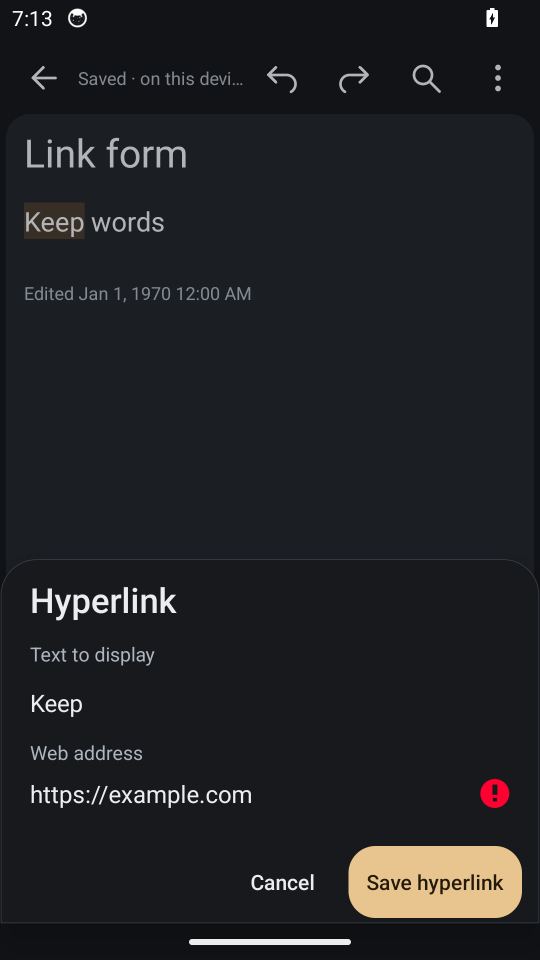 7:13
Saved · on this devi…
Link form
Keep words
Edited Jan 1, 1970 12:00 AM
Hyperlink
Text to display
Keep
Web address
https://example.com
Cancel
Save hyperlink